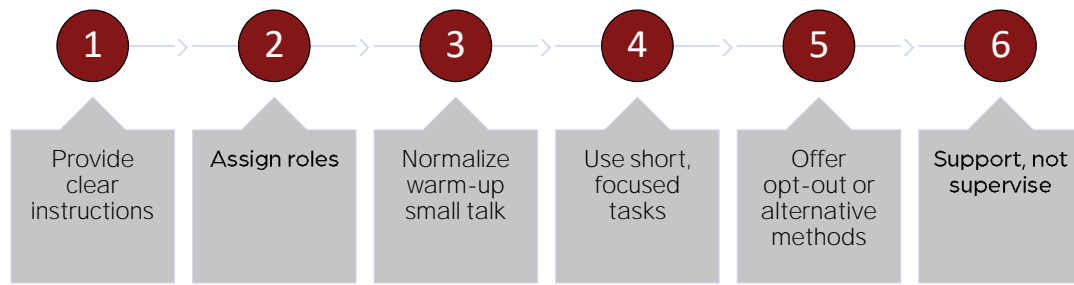 1
Provide
clear
instructions
2
Assign roles
3
Normalize
warm-up
small talk
4
Use short,
focused
tasks
5
Offer
opt-out or
alternative
methods
6
Support, not
supervise